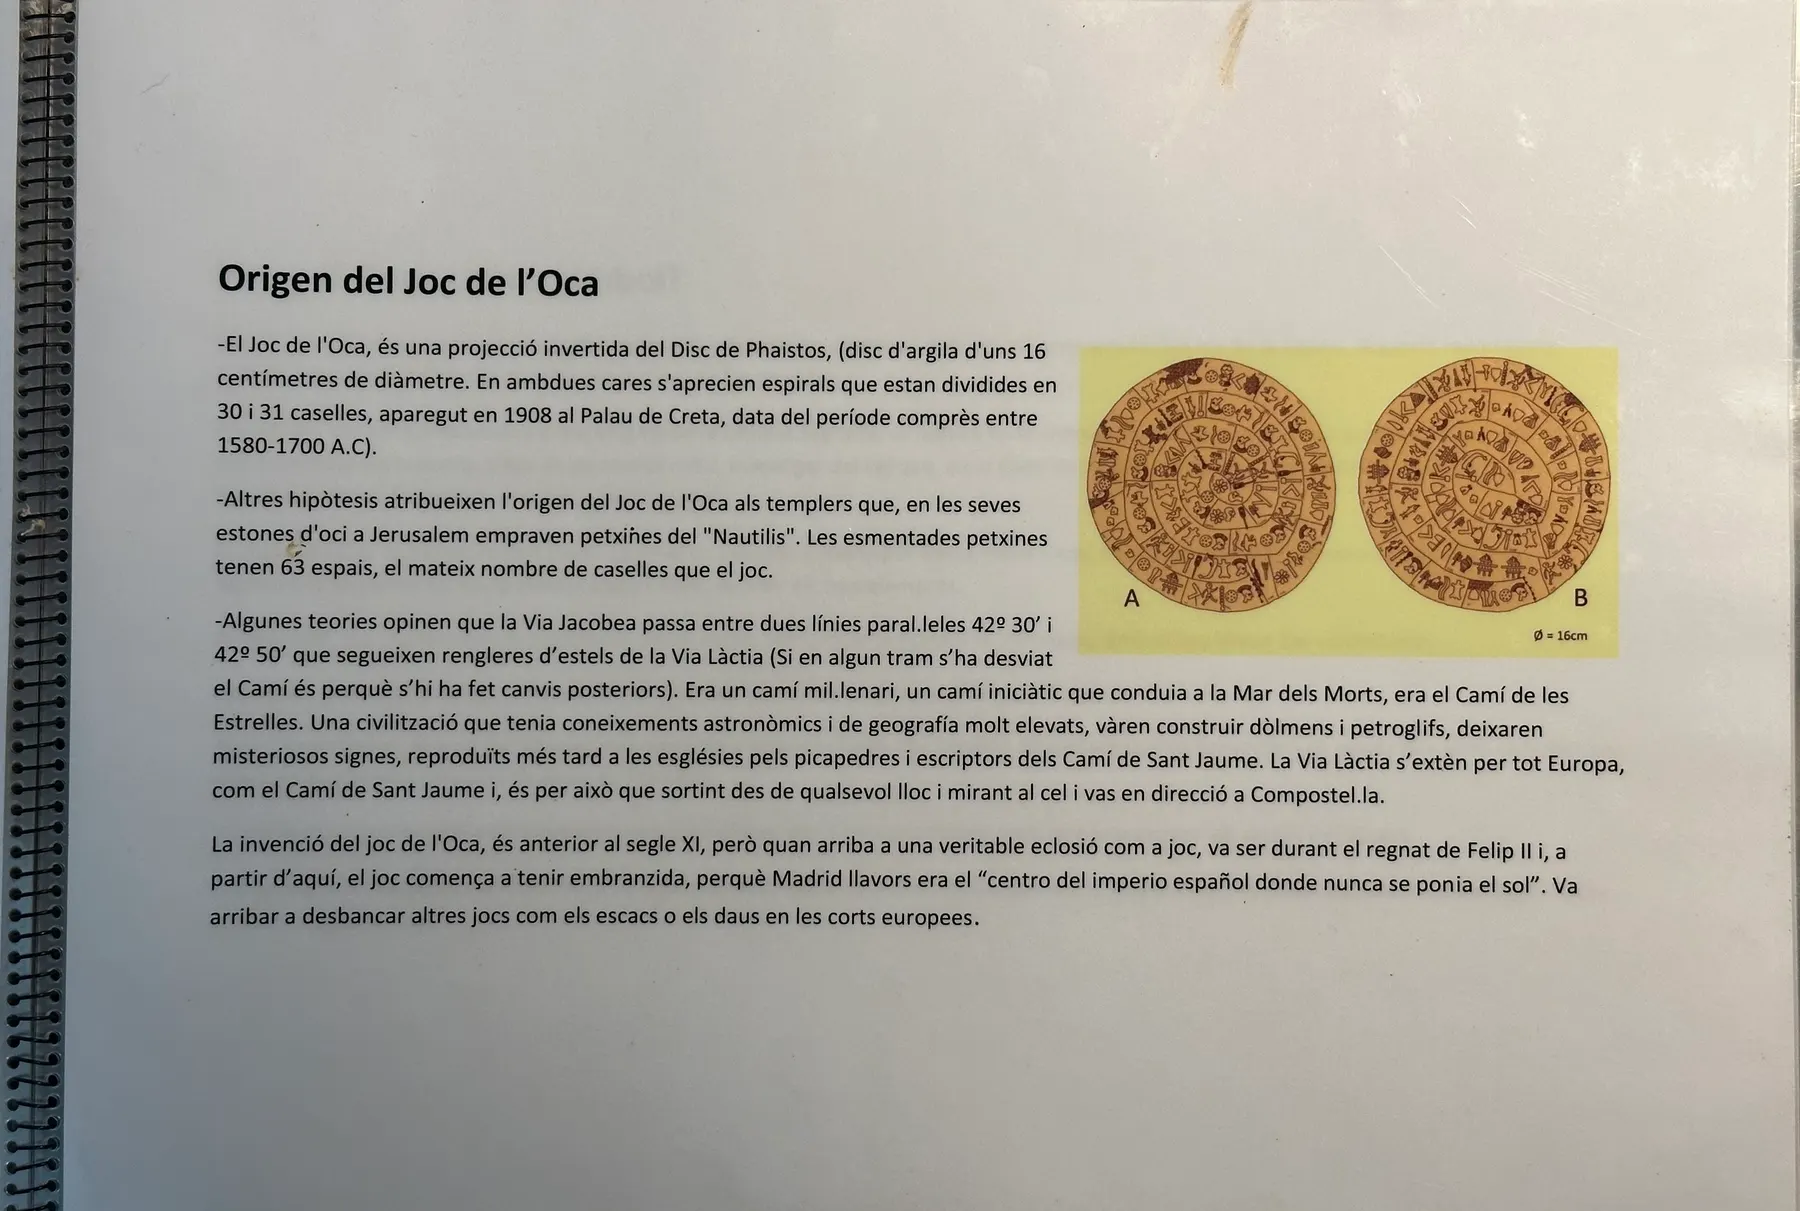 Origen del Joc de l’Oca
-El Joc de l'Oca, és una projecció invertida del Disc de Phaistos, (disc d'argila d'uns 16
centímetres de diàmetre. En ambdues cares s'aprecien espirals que estan dividides en
30 i 31 caselles, aparegut en 1908 al Palau de Creta, data del període comprès entre
1580-1700 A.C).
-Altres hipòtesis atribueixen l'origen del Joc de l'Oca als templers que, en les seves
estones d'oci a Jerusalem empraven petxines del "Nautilis". Les esmentades petxines
tenen 63 espais, el mateix nombre de caselles que el joc.
-Algunes teories opinen que la Via Jacobea passa entre dues línies paral.leles 42º 30’ i
42º 50’ que segueixen rengleres d’estels de la Via Làctia (Si en algun tram s’ha desviat
el Camí és perquè s’hi ha fet canvis posteriors). Era un camí mil.lenari, un camí iniciàtic que conduia a la Mar dels Morts, era el Camí de les
Estrelles. Una civilització que tenia coneixements astronòmics i de geografía molt elevats, vàren construir dòlmens i petroglifs, deixaren
misteriosos signes, reproduïts més tard a les esglésies pels picapedres i escriptors dels Camí de Sant Jaume. La Via Làctia s’extèn per tot Europa,
com el Camí de Sant Jaume i, és per això que sortint des de qualsevol lloc i mirant al cel i vas en direcció a Compostel.la.
La invenció del joc de l'Oca, és anterior al segle XI, però quan arriba a una veritable eclosió com a joc, va ser durant el regnat de Felip II i, a
partir d’aquí, el joc comença a tenir embranzida, perquè Madrid llavors era el “centro del imperio español donde nunca se ponia el sol”. Va
arribar a desbancar altres jocs com els escacs o els daus en les corts europees.
A
B
Ø = 16cm